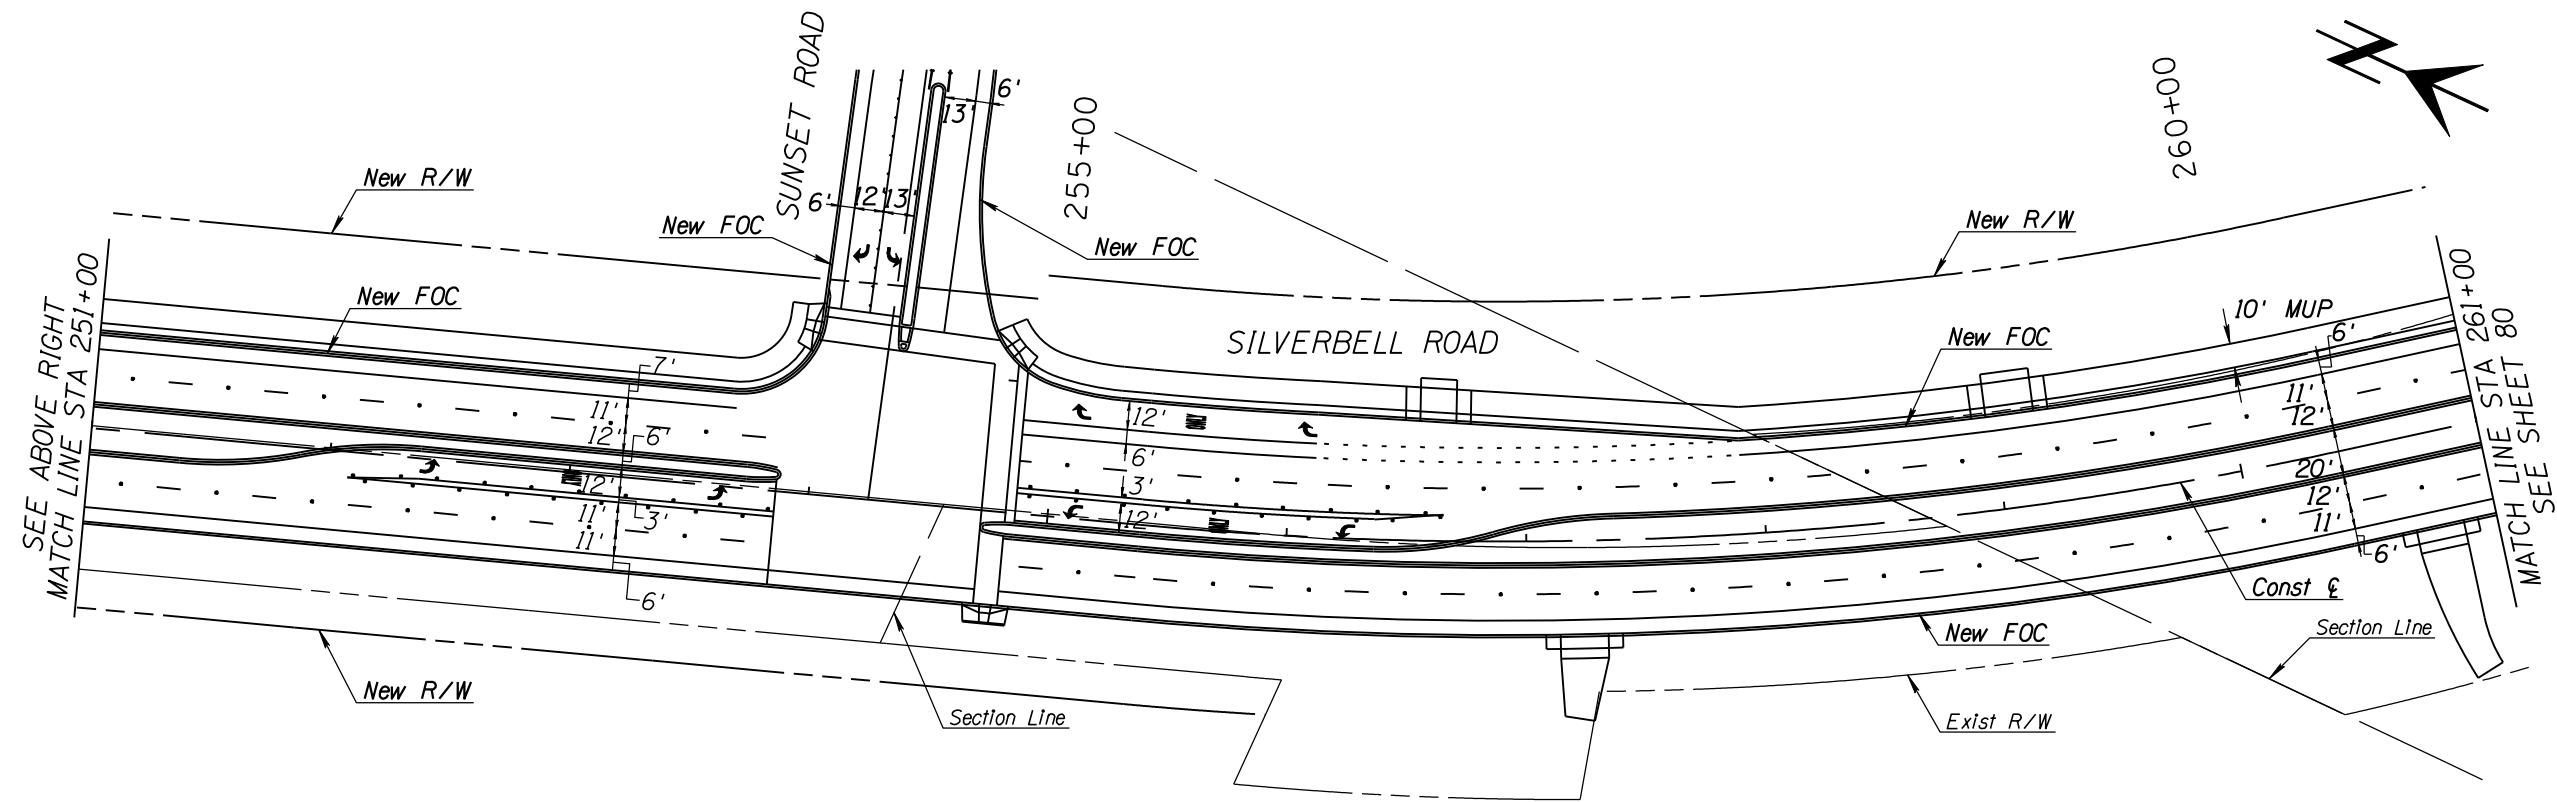 SUNSET ROAD
255+00
260+00
6'
13'
6'
12'
13'
New R/W
New FOC
New FOC
New R/W
New FOC
SILVERBELL ROAD
New FOC
10' MUP
6'
SEE ABOVE RIGHT
MATCH LINE STA 251+00
MATCH LINE STA 261+00
SEE SHEET 80
7'
11'
12'
6'
12'
11'
3'
11'
6'
12'
6'
3'
12'
11'
12'
20'
12'
11'
6'
Const ℄
New FOC
Section Line
New R/W
Section Line
Exist R/W
N